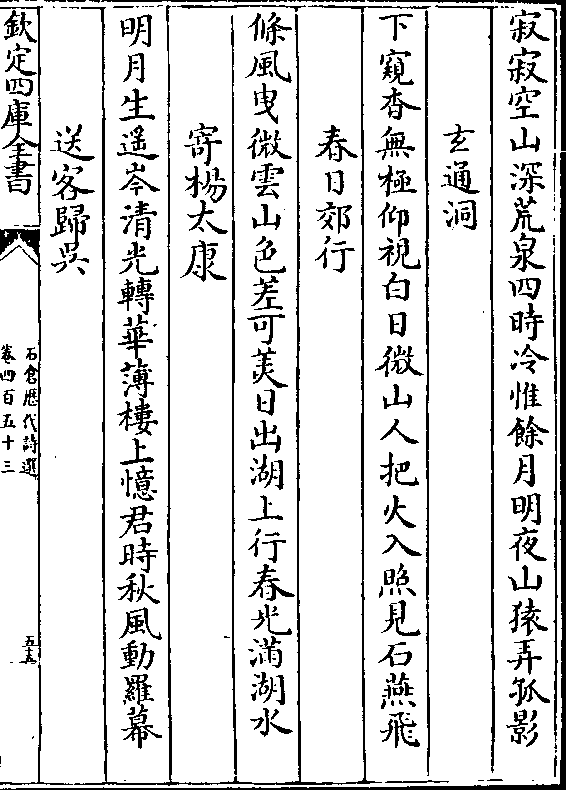 寂寂空山深荒泉四時冷惟餘月明夜山猿弄孤影
玄通洞
下窺杳無極仰視白日微山人把火入照見石燕飛
春日郊行
條風曳微雲山色差可羙日出湖上行春光滿湖水
寄楊太康
明月生遥岑清光轉華薄樓上憶君時秋風動羅幕
送客歸吳
欽定四庫全書
石倉歷代詩選
卷四百五十三